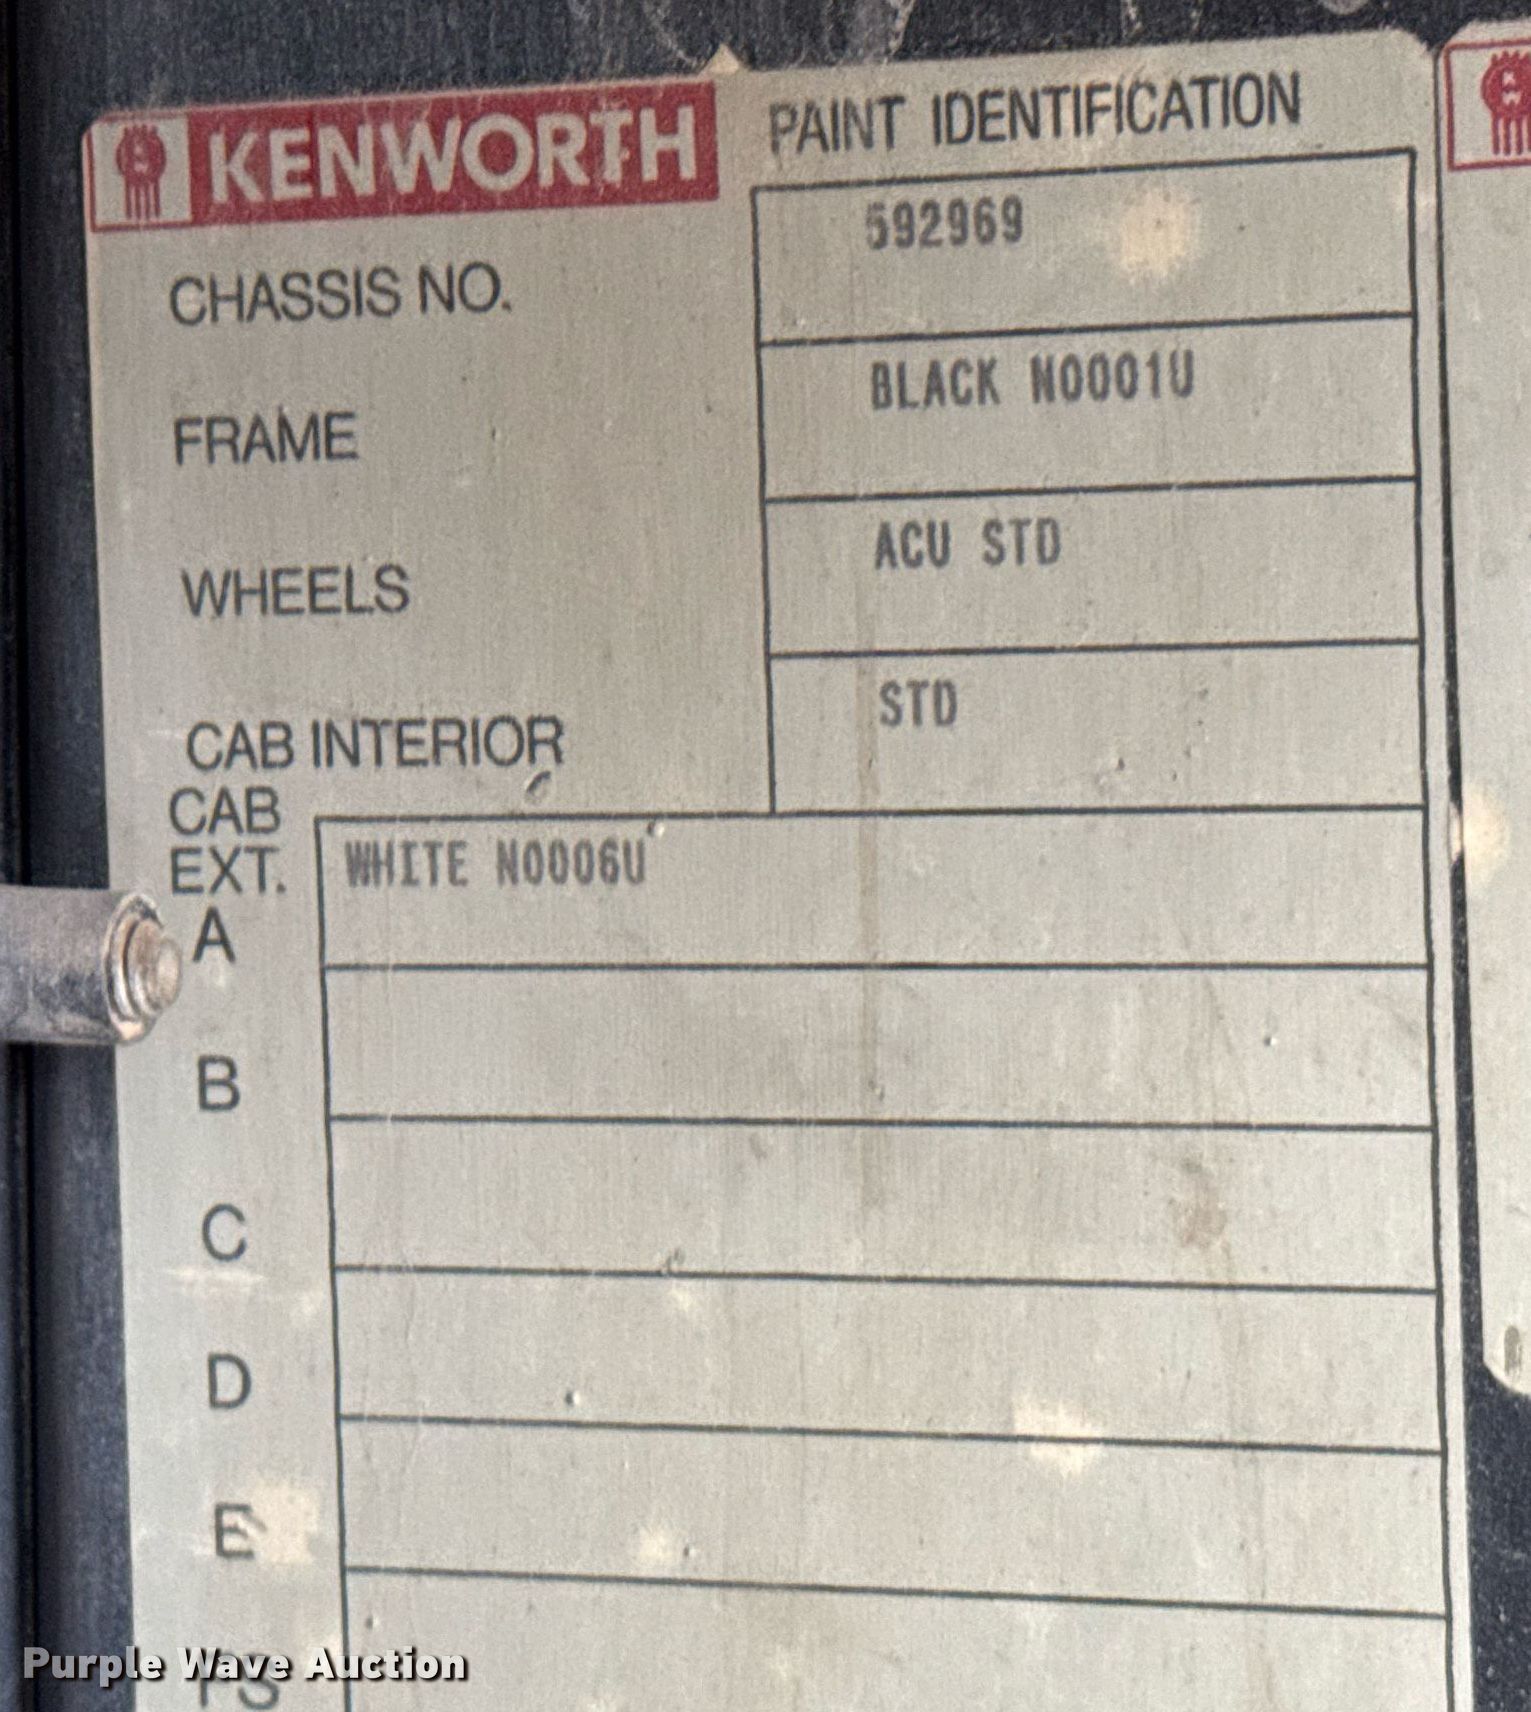 KENWORTH
PAINT IDENTIFICATION
CHASSIS NO.
592969
FRAME
BLACK N0001U
WHEELS
ACU STD
CAB INTERIOR
STD
CAB
EXT.
A
WHITE N0006U
B
C
D
E
Purple Wave Auction